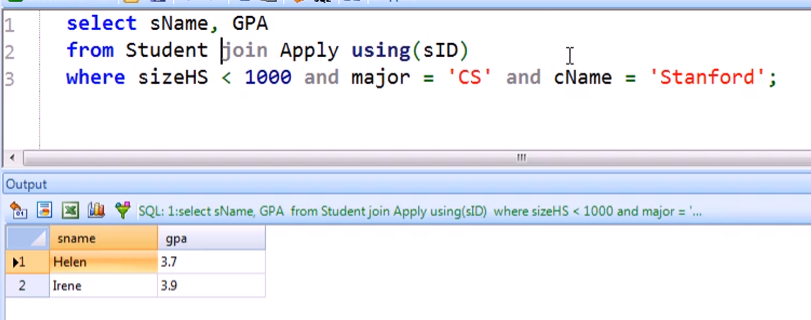 1 select sName, GPA
2 from Student join Apply using(sID)
3 where sizeHS < 1000 and major = 'CS' and cName = 'Stanford';
Output
SQL: 1:select sName, GPA from Student join Apply using(sID) where sizeHS < 1000 and major = '...
sname gpa
1 Helen 3.7
2 Irene 3.9